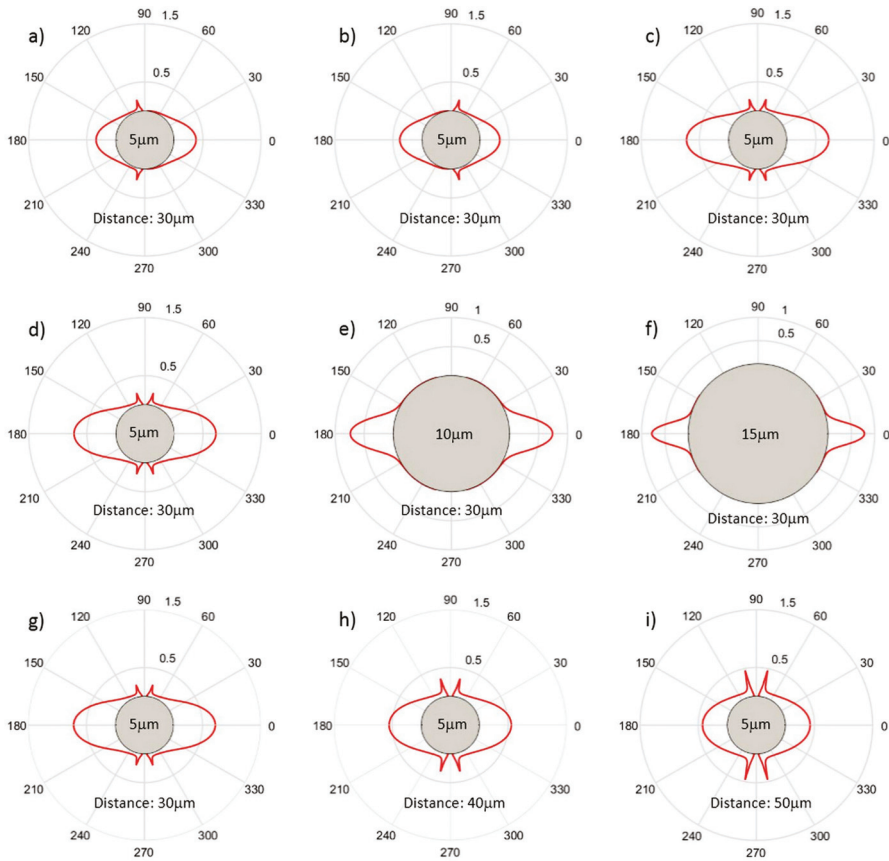 a) 90 1.5
120 60
150 0.5 30
180 5μm 0
210 Distance: 30μm 330
240 300
270
b) 90 1.5
120 60
150 0.5 30
180 5μm 0
210 Distance: 30μm 330
240 300
270
c) 90 1.5
120 60
150 0.5 30
180 5μm 0
210 Distance: 30μm 330
240 300
270
d) 90 1.5
120 60
150 0.5 30
180 5μm 0
210 Distance: 30μm 330
240 300
270
e) 90 1
120 0.5 60
150 30
180 10μm 0
210 Distance: 30μm 330
240 300
270
f) 90 1
120 0.5 60
150 30
180 15μm 0
210 Distance: 30μm 330
240 300
270
g) 90 1.5
120 60
150 0.5 30
180 5μm 0
210 Distance: 30μm 330
240 300
270
h) 90 1.5
120 60
150 0.5 30
180 5μm 0
210 Distance: 40μm 330
240 300
270
i) 90 1.5
120 60
150 0.5 30
180 5μm 0
210 Distance: 50μm 330
240 300
270